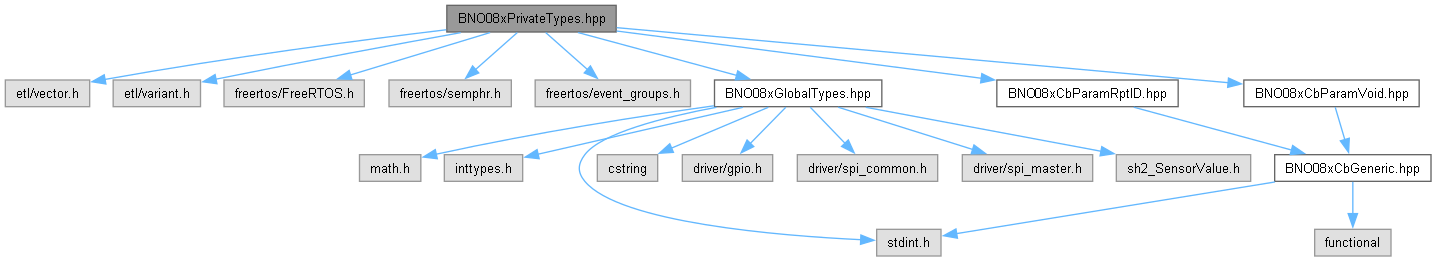 BNO08xPrivateTypes.hpp
etl/vector.h
etl/variant.h
freertos/FreeRTOS.h
freertos/semphr.h
freertos/event_groups.h
BNO08xGlobalTypes.hpp
BNO08xCbParamRptID.hpp
BNO08xCbParamVoid.hpp
math.h
inttypes.h
cstring
driver/gpio.h
driver/spi_common.h
driver/spi_master.h
sh2_SensorValue.h
BNO08xCbGeneric.hpp
stdint.h
functional